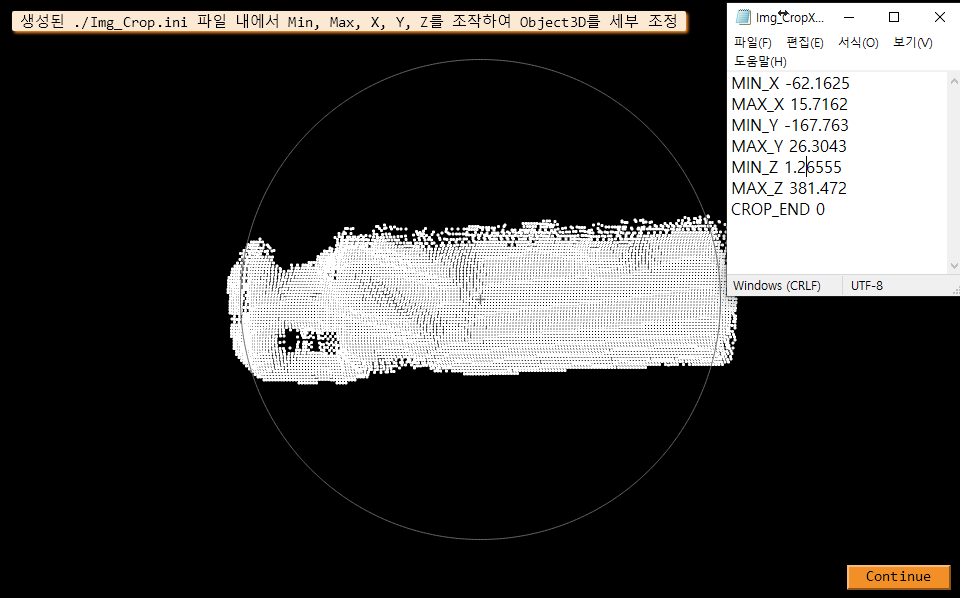 생성된 ./Img_Crop.ini 파일 내에서 Min, Max, X, Y, Z를 조작하여 Object3D를 세부 조정
Img_CropX...
파일(F) 편집(E) 서식(O) 보기(V)
도움말(H)
MIN_X -62.1625
MAX_X 15.7162
MIN_Y -167.763
MAX_Y 26.3043
MIN_Z 1.26555
MAX_Z 381.472
CROP_END 0
Windows (CRLF) UTF-8
Continue